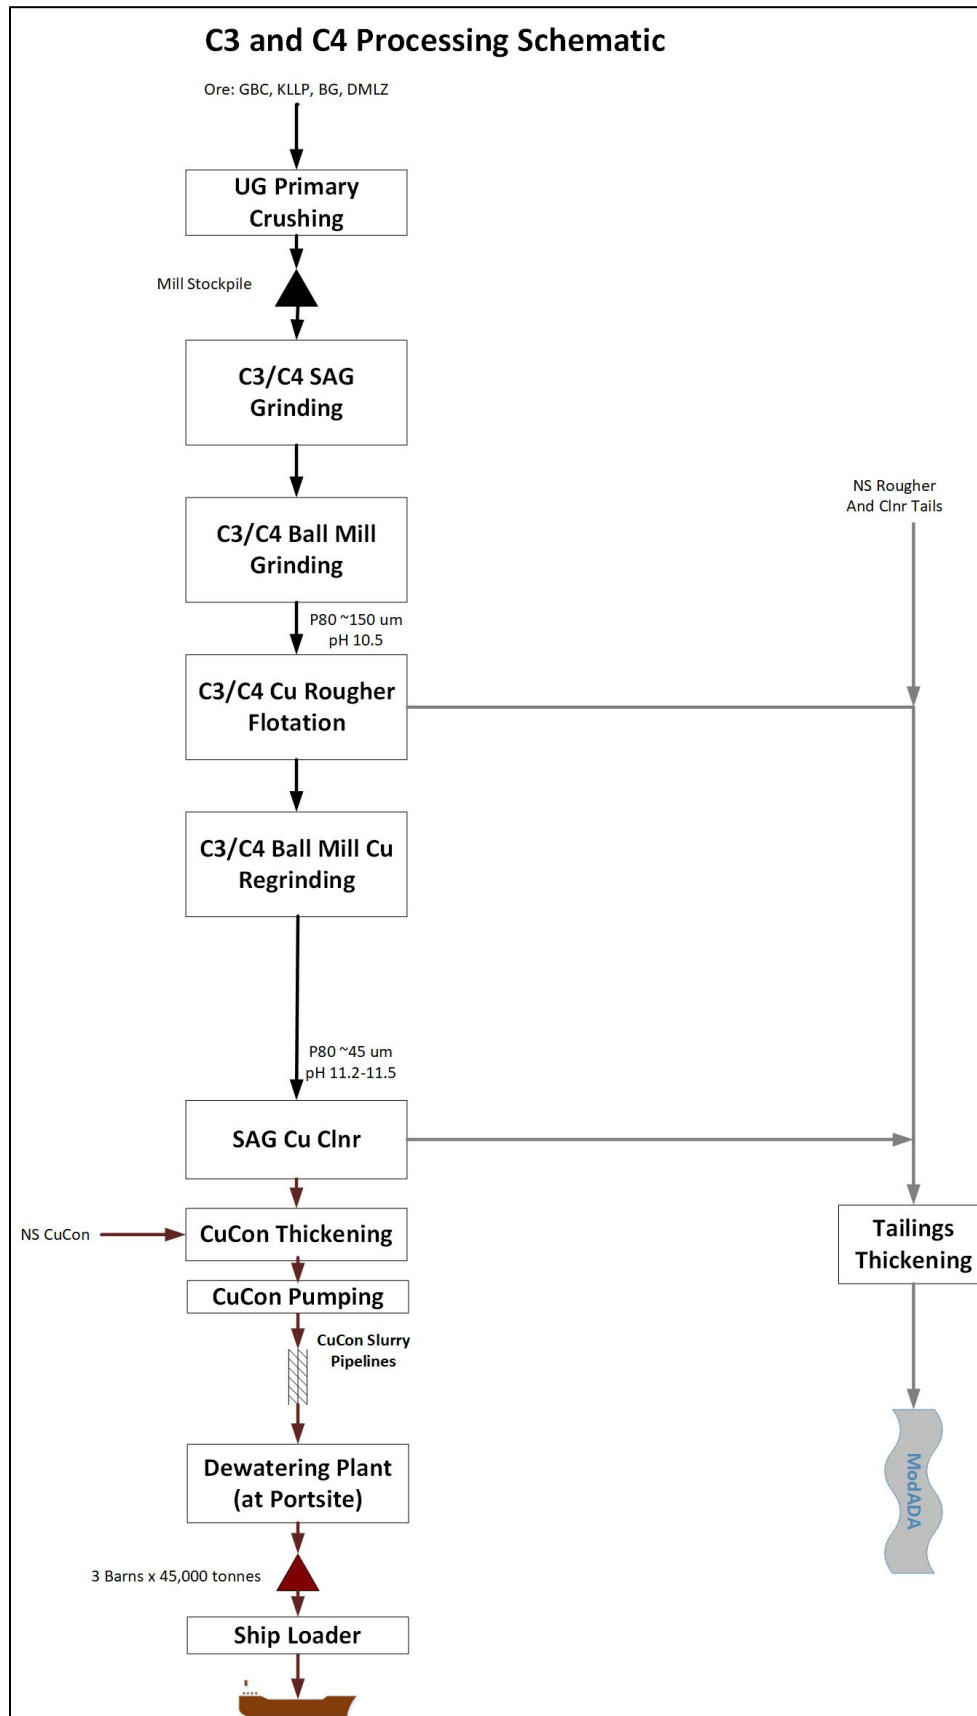 C3 and C4 Processing Schematic
Ore: GBC, KLLP, BG, DMLZ
UG Primary
Crushing
Mill Stockpile
C3/C4 SAG
Grinding
NS Rougher
And Clnr Tails
C3/C4 Ball Mill
Grinding
P80 ~150 um
pH 10.5
C3/C4 Cu Rougher
Flotation
C3/C4 Ball Mill Cu
Regrinding
P80 ~45 um
pH 11.2-11.5
SAG Cu Clnr
NS CuCon
CuCon Thickening
Tailings
Thickening
CuCon Pumping
CuCon Slurry
Pipelines
Dewatering Plant
(at Portsite)
ModADA
3 Barns x 45,000 tonnes
Ship Loader